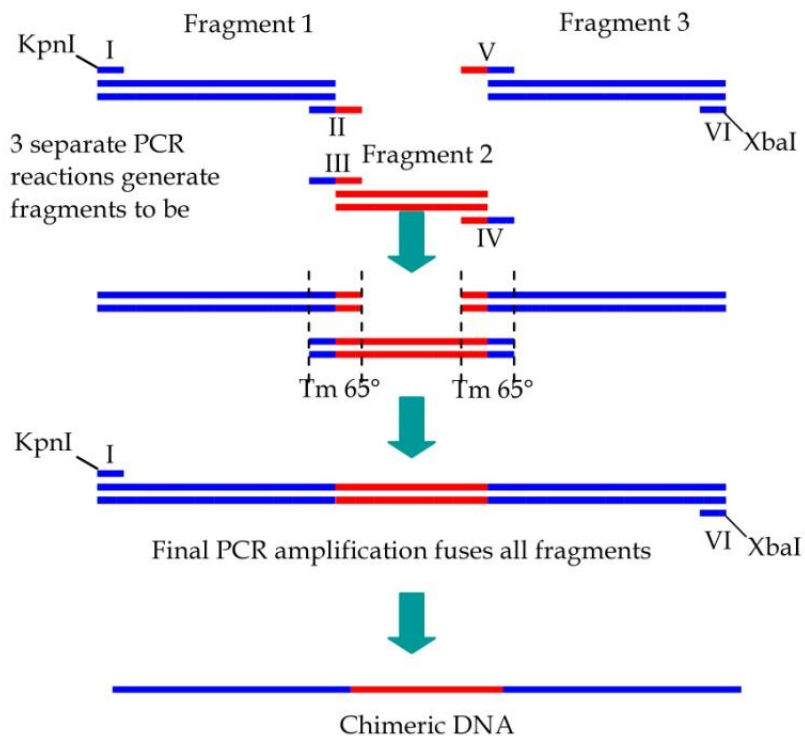 Fragment 1
Fragment 3
KpnI
I
V
II
VI
XbaI
3 separate PCR
reactions generate
fragments to be
Fragment 2
III
IV
Tm 65°
Tm 65°
KpnI
I
VI
XbaI
Final PCR amplification fuses all fragments
Chimeric DNA